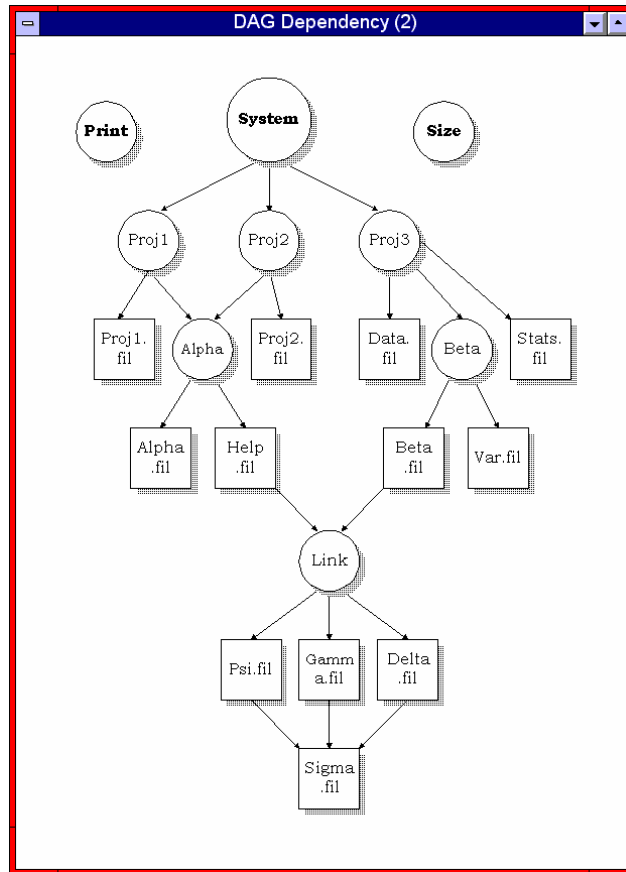 DAG Dependency (2)
Print
System
Size
Proj1
Proj2
Proj3
Proj1.
fil
Alpha
Proj2.
fil
Data.
fil
Beta
Stats.
fil
Alpha
.fil
Help
.fil
Beta
.fil
Var.fil
Link
Psi.fil
Gamm
a.fil
Delta
.fil
Sigma
.fil